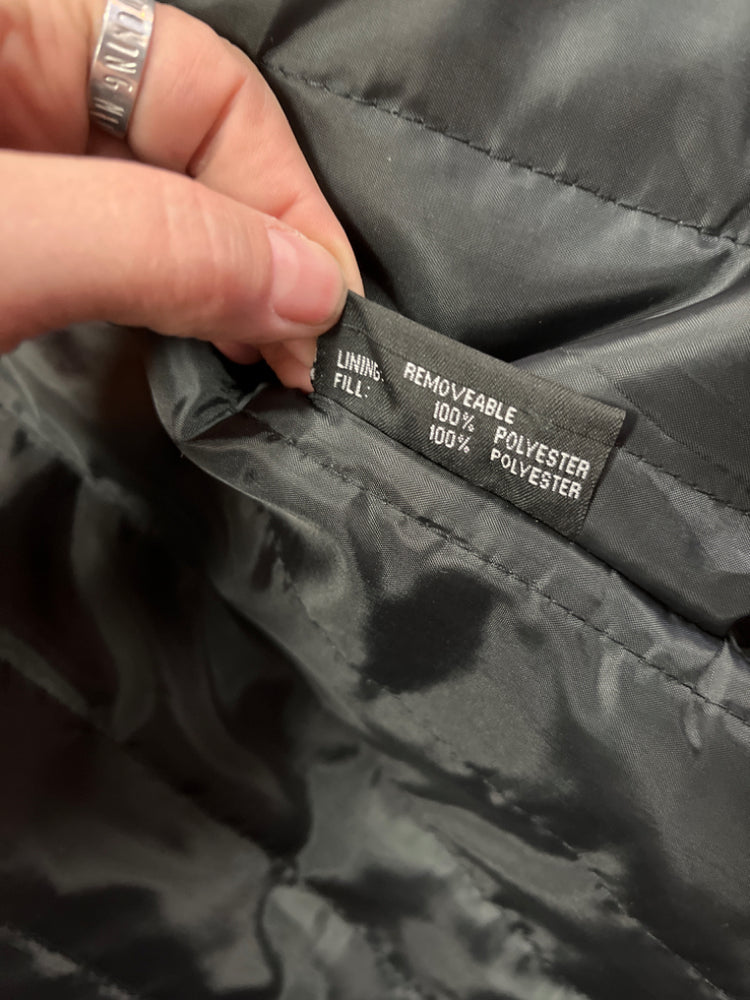 REMOVEABLE
LINING: 100% POLYESTER
FILL: 100% POLYESTER